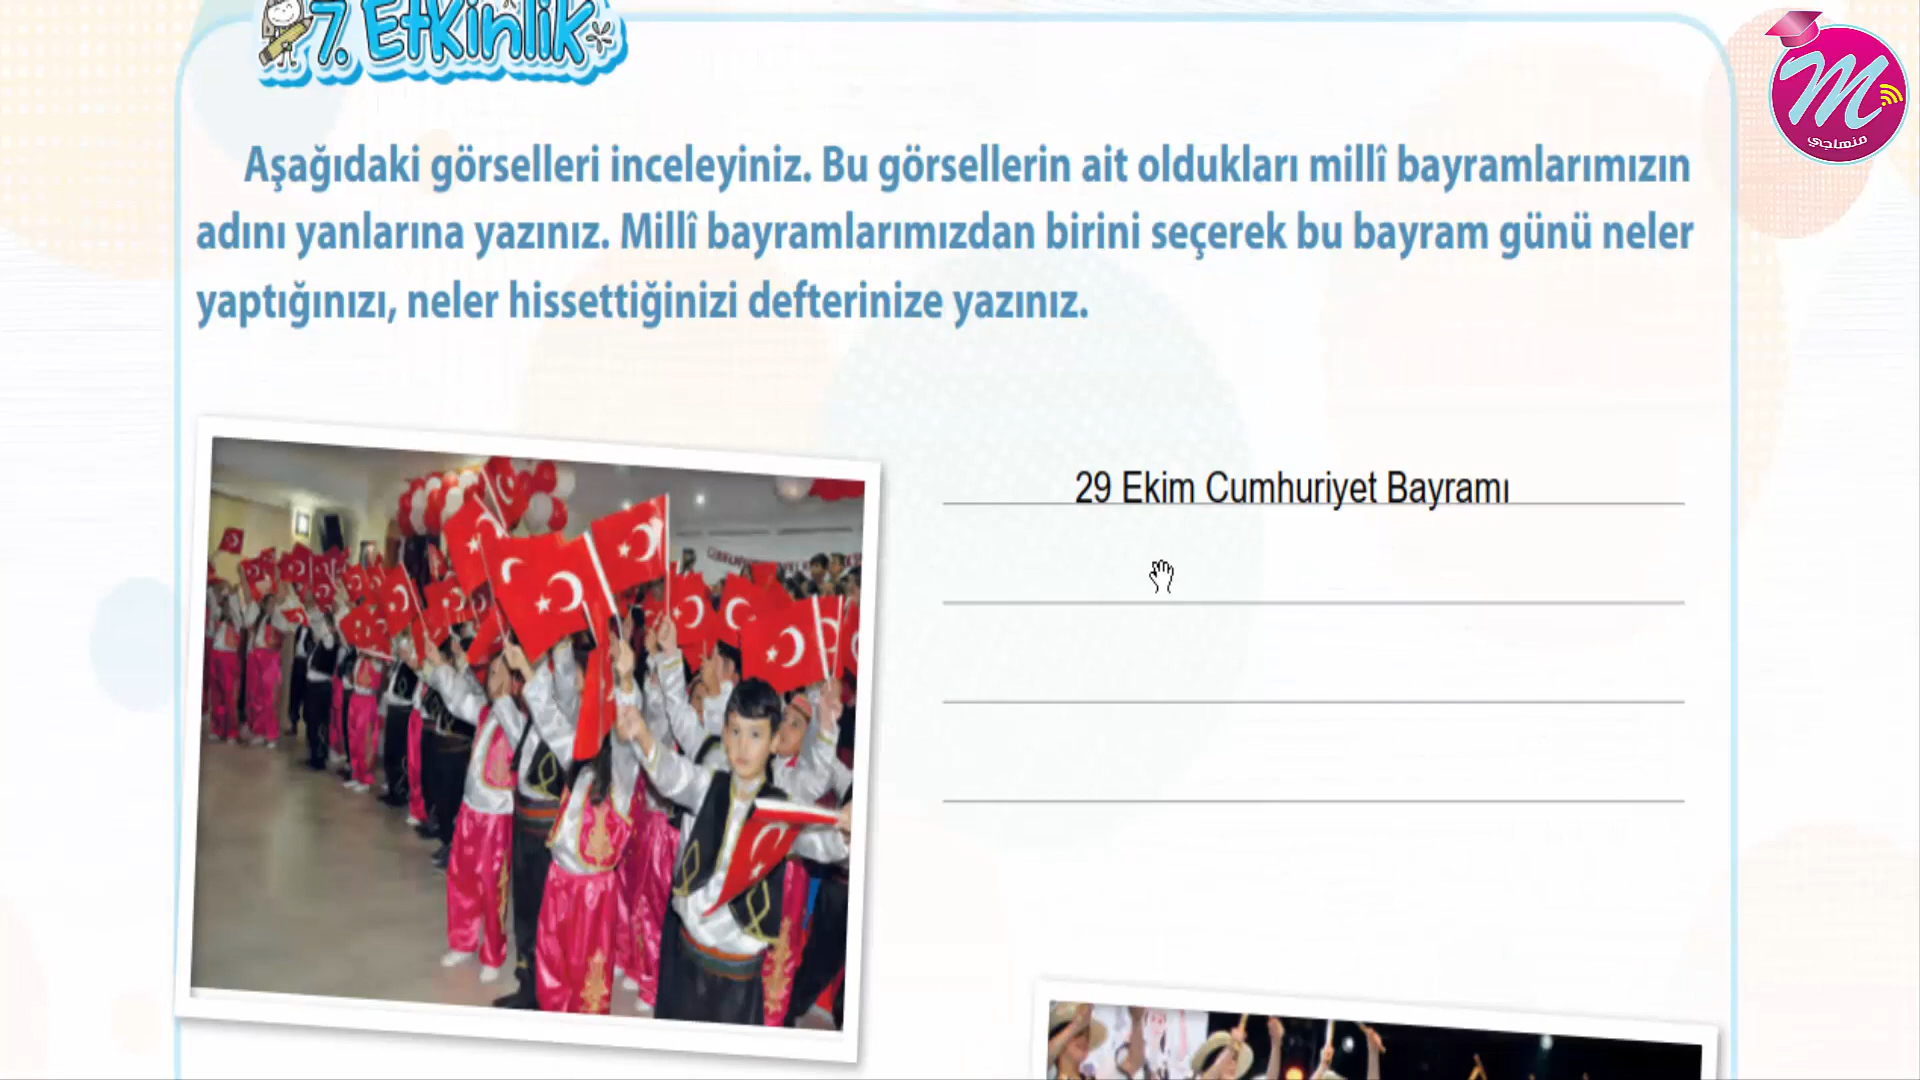 7. Etkinlik
منهاجي
Aşağıdaki görselleri inceleyiniz. Bu görsellerin ait oldukları millî bayramlarımızın
adını yanlarına yazınız. Millî bayramlarımızdan birini seçerek bu bayram günü neler
yaptığınızı, neler hissettiğinizi defterinize yazınız.
29 Ekim Cumhuriyet Bayramı